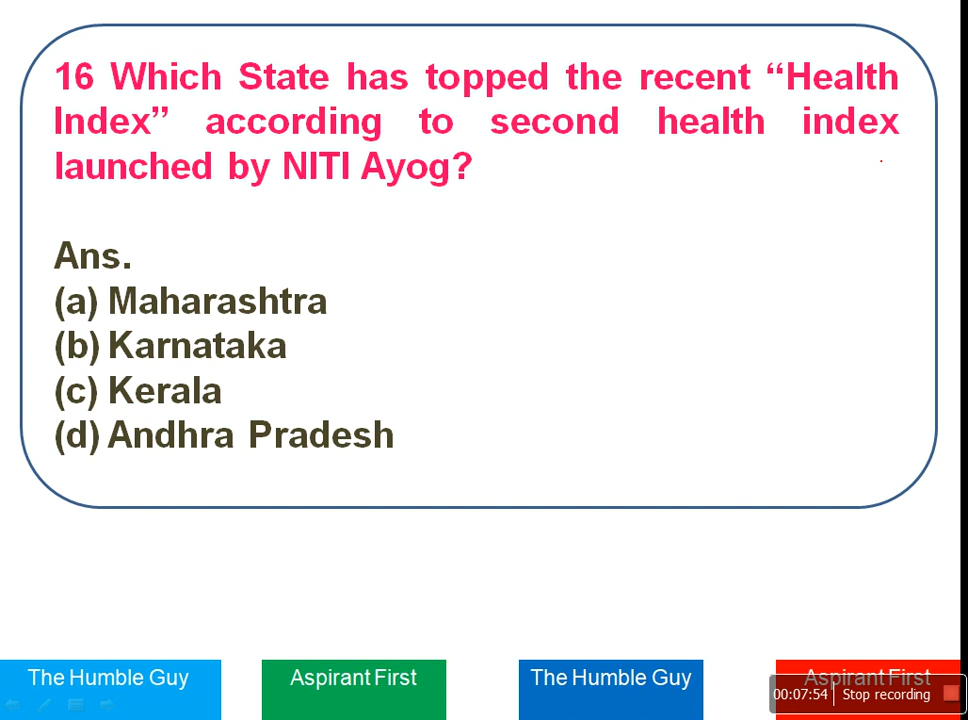 16 Which State has topped the recent “Health
Index” according to second health index
launched by NITI Ayog?
Ans.
(a) Maharashtra
(b) Karnataka
(c) Kerala
(d) Andhra Pradesh
The Humble Guy
Aspirant First
The Humble Guy
Aspirant First
00:07:54 Stop recording